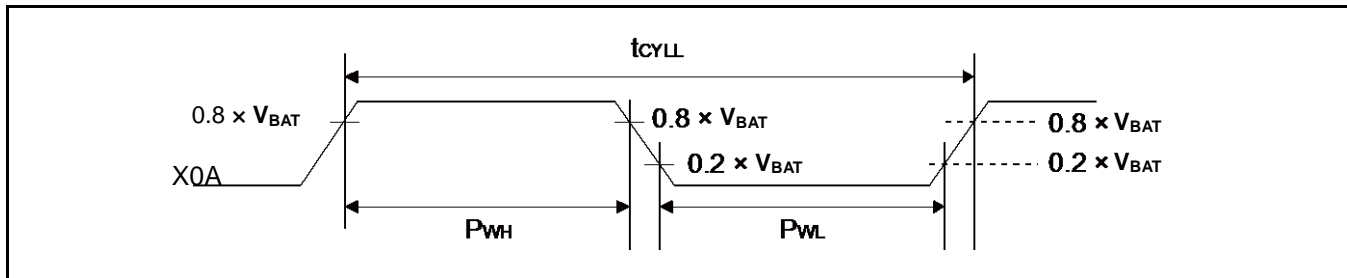 tCYLL
0.8 × VBAT
0.8 × VBAT
0.8 × VBAT
0.2 × VBAT
0.2 × VBAT
X0A
PWH
PWL